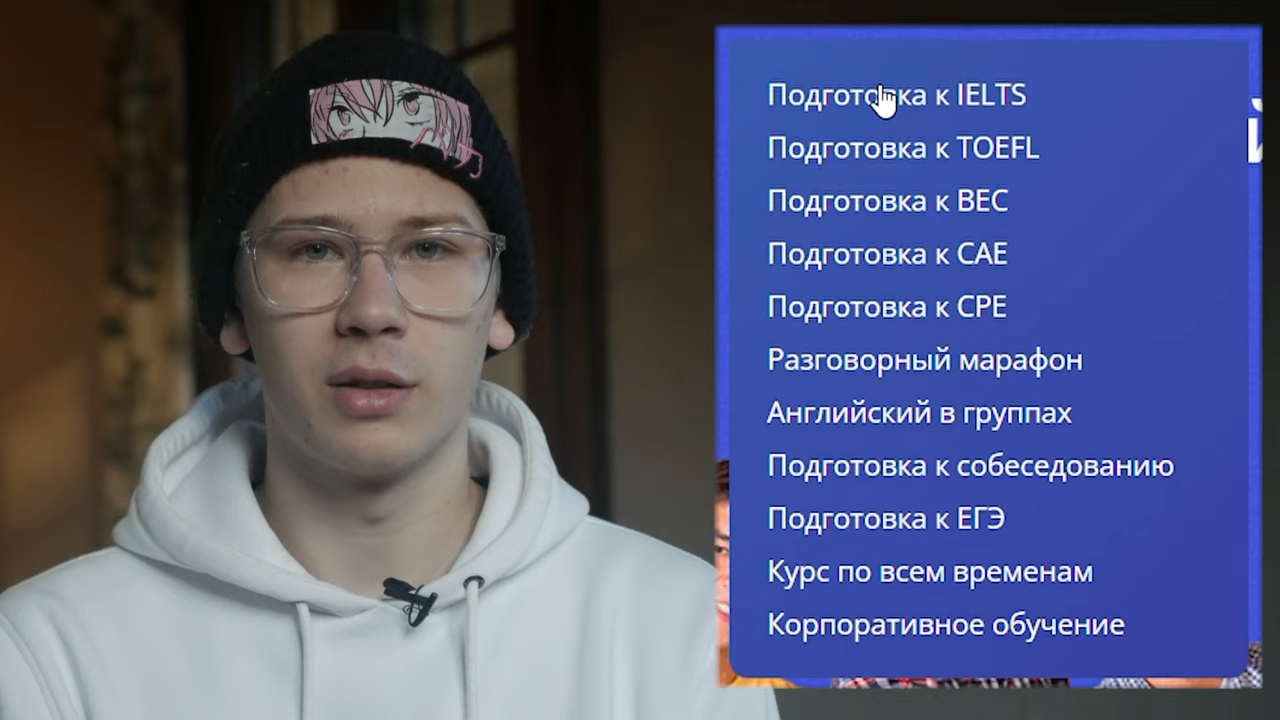 Подготовка к IELTS
Подготовка к TOEFL
Подготовка к BEC
Подготовка к CAE
Подготовка к CPE
Разговорный марафон
Английский в группах
Подготовка к собеседованию
Подготовка к ЕГЭ
Курс по всем временам
Корпоративное обучение